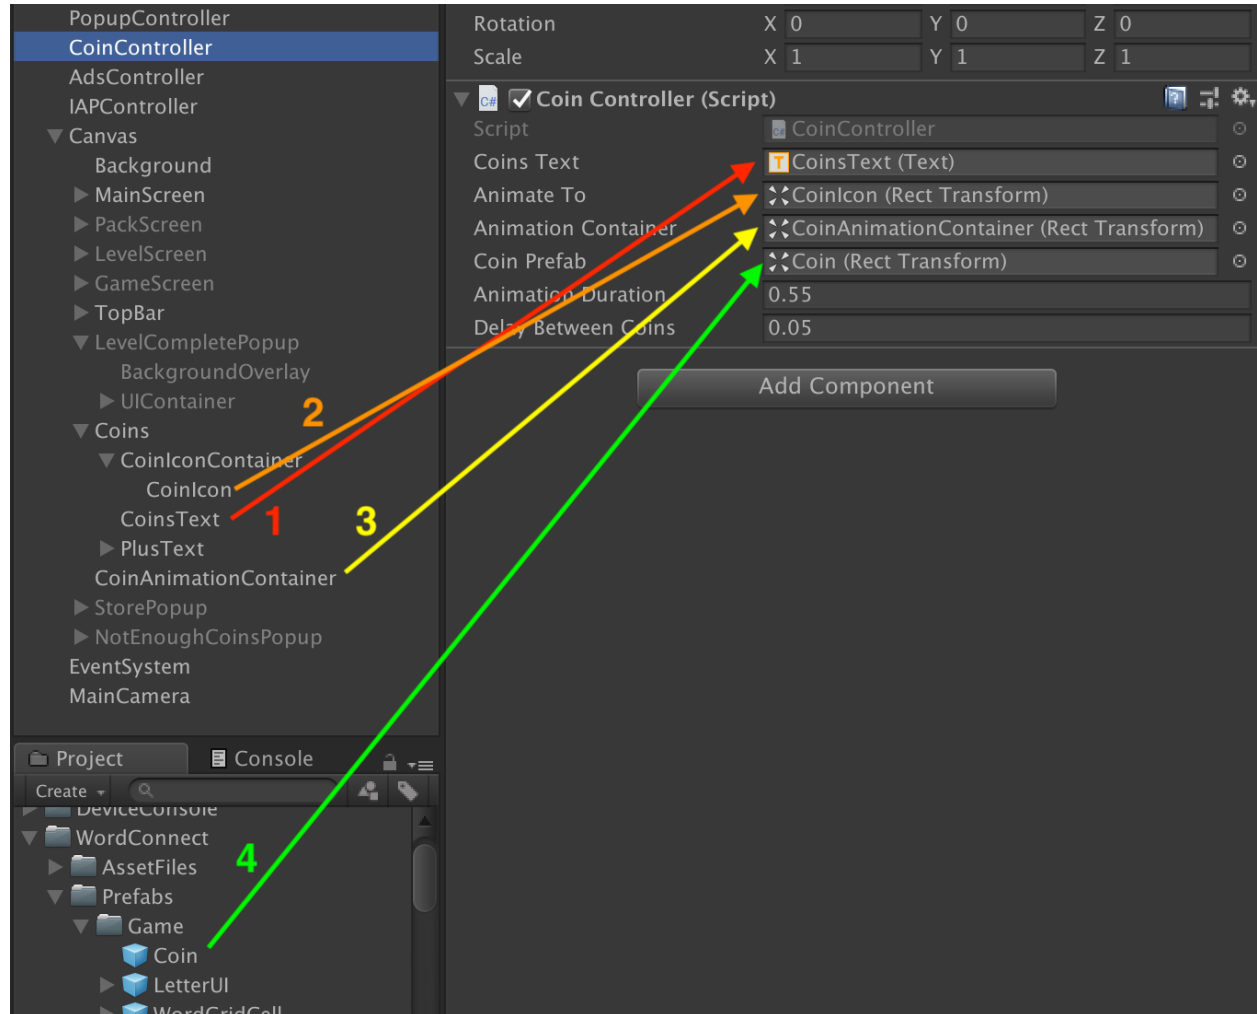 PopupController
CoinController
AdsController
IAPController
Canvas
Background
MainScreen
PackScreen
LevelScreen
GameScreen
TopBar
LevelCompletePopup
BackgroundOverlay
UIContainer
Coins
CoinIconContainer
CoinIcon
CoinsText
PlusText
CoinAnimationContainer
StorePopup
NotEnoughCoinsPopup
EventSystem
MainCamera
2
1
3
4
Project
Console
Create
DeviceConsole
WordConnect
AssetFiles
Prefabs
Game
Coin
LetterUI
WordGridCell
Rotation X 0 Y 0 Z 0
Scale X 1 Y 1 Z 1
C# Coin Controller (Script)
Script CoinController
Coins Text T CoinsText (Text)
Animate To CoinIcon (Rect Transform)
Animation Container CoinAnimationContainer (Rect Transform)
Coin Prefab Coin (Rect Transform)
Animation Duration 0.55
Delay Between Coins 0.05
Add Component